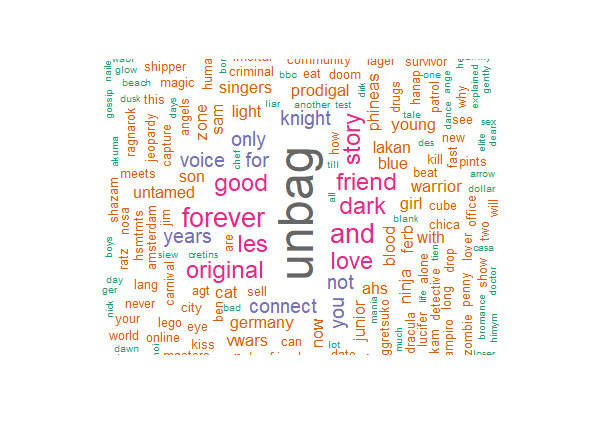 glow shipper community lager survivor
beach magic criminal bbc eat doom drugs hanap one
gossip naile human singers prodigal dirk patrol dance ange why explained gently
dusk this days angels zone sam light liar another test phineas tale young see
ragnarok jeopardy capture only knight how story lakan des new elite sex dear
akuma voice for chef till blue kill fast pints
shazam meets son good friend beat warrior arrow
untamed unbag all dark girl cube dollar office
nosa jim forever and blank chica two will
boys hsmtmts amsterdam years are les love blood ferb with lover casa
ratz siew cretins original not ninja alone tien drop show doctor
day ger lang carnival agt cat sell you ahs life detective long penny bromance
nick never city ben bad connect mania junior dracula lucifer kam zombie himym
your lego eye germany now much
world online kiss vwars can lot
dawn date loser